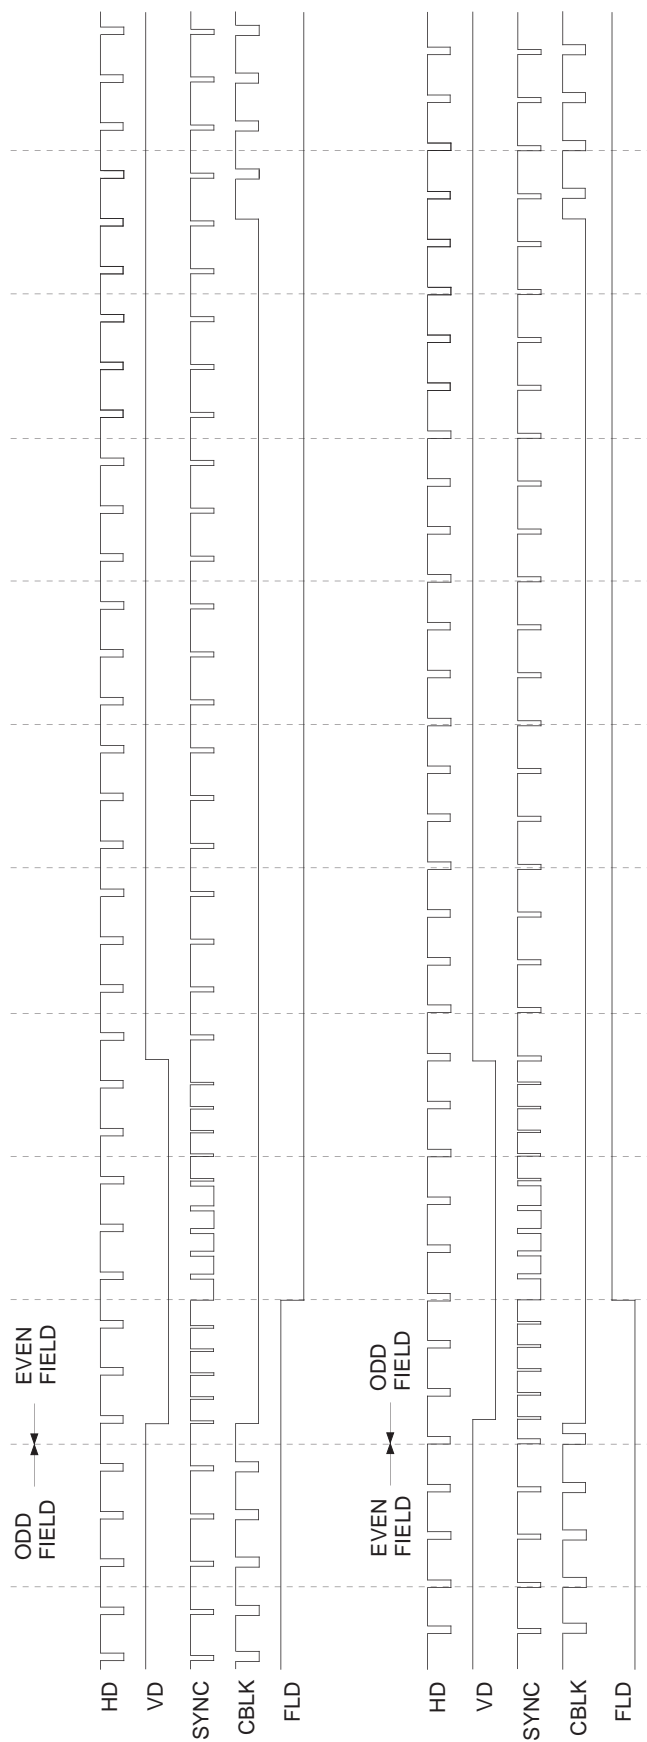 ODD
FIELD
EVEN
FIELD
HD
VD
SYNC
CBLK
FLD
EVEN
FIELD
ODD
FIELD
HD
VD
SYNC
CBLK
FLD